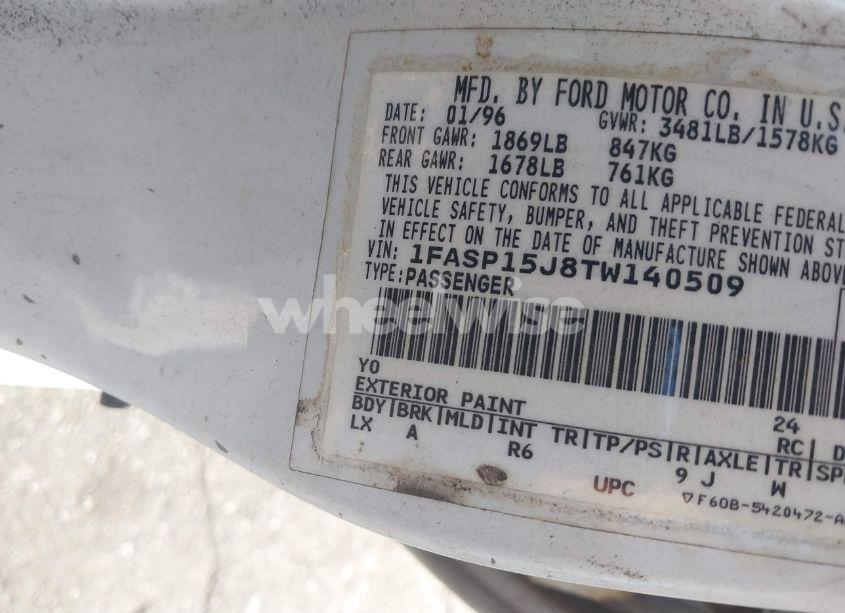 MFD. BY FORD MOTOR CO. IN U.S.
DATE: 01/96 GVWR: 3481LB/1578KG
FRONT GAWR: 1869LB 847KG
REAR GAWR: 1678LB 761KG
THIS VEHICLE CONFORMS TO ALL APPLICABLE FEDERAL
VEHICLE SAFETY, BUMPER, AND THEFT PREVENTION ST
IN EFFECT ON THE DATE OF MANUFACTURE SHOWN ABOVE
VIN: 1FASP15J8TW140509
TYPE: PASSENGER
wheelwise
YO
EXTERIOR PAINT 24
BDY BRK MLD INT TR TP/PS R AXLE TR SP RC D
LX A R6 9 J W
UPC ▽F60B-5420472-A